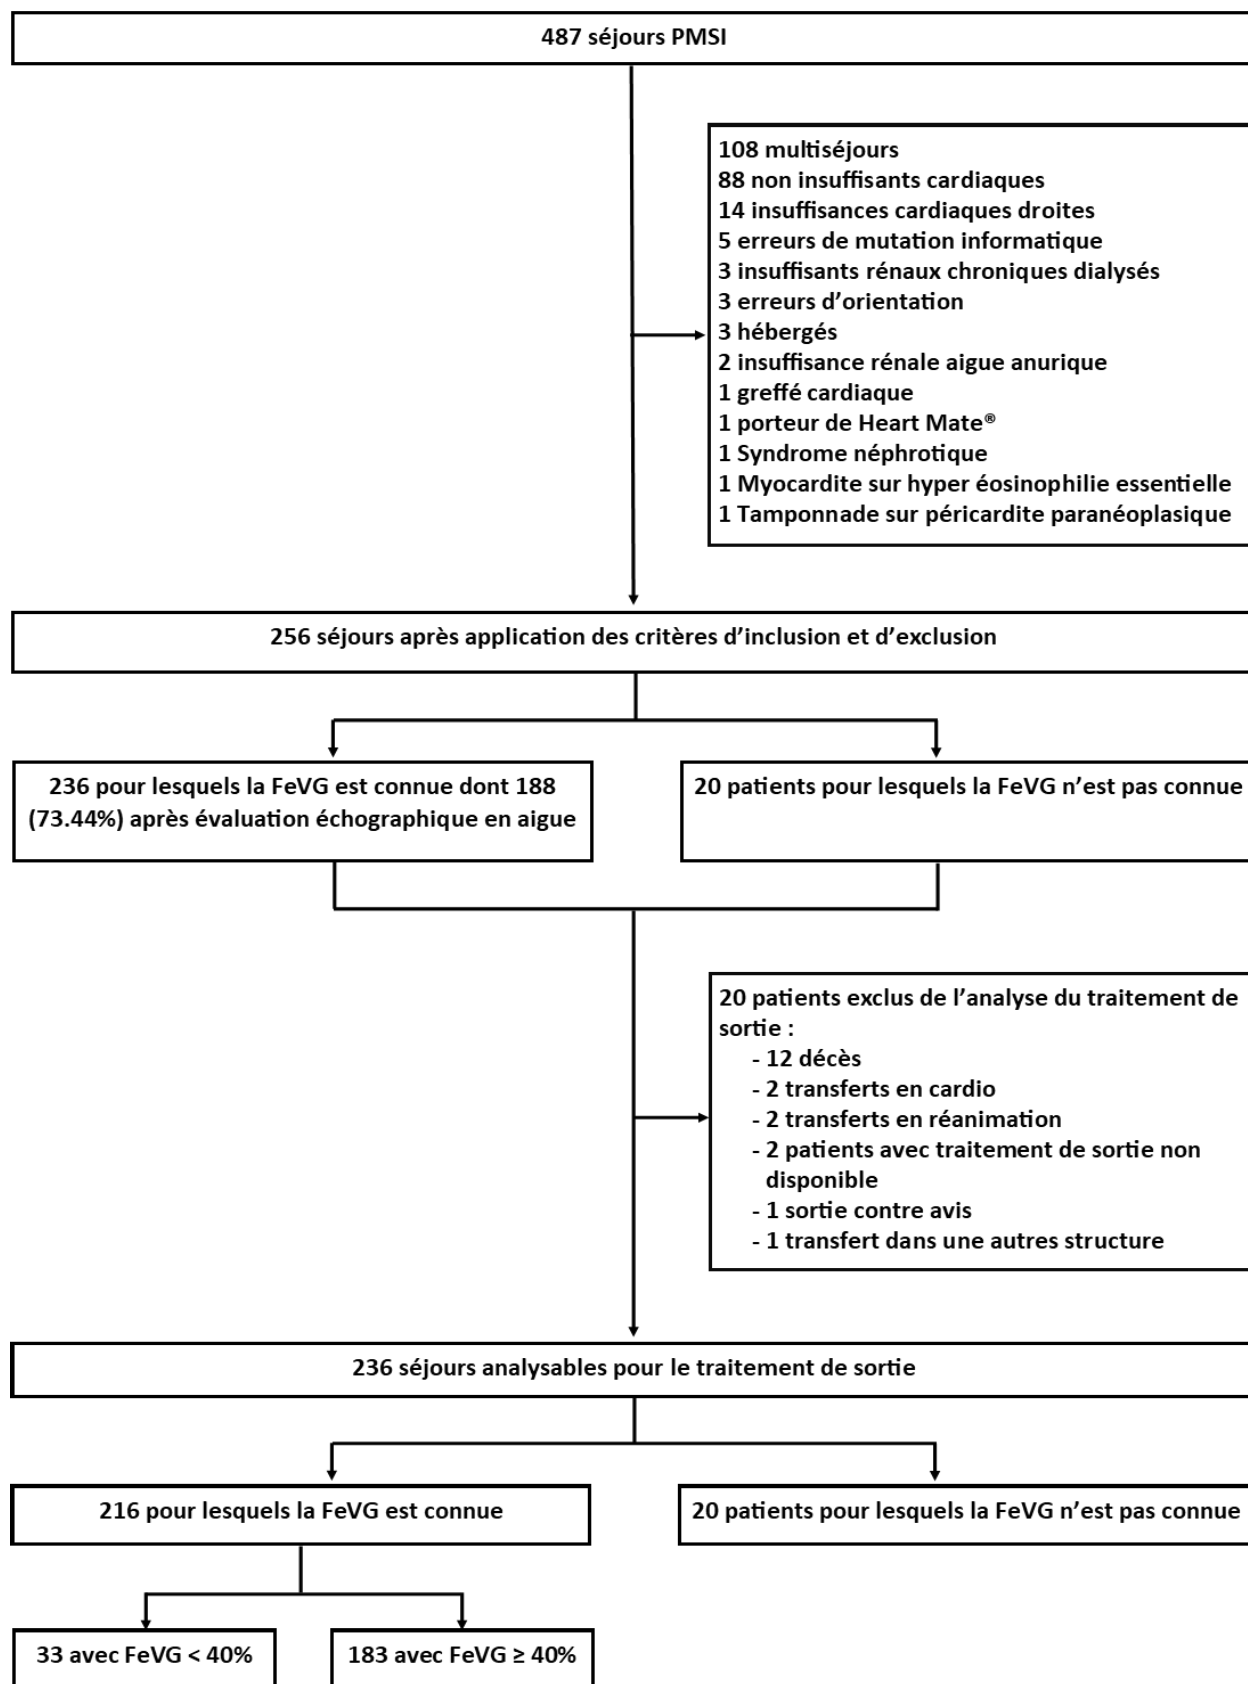 487 séjours PMSI
108 multiséjours
88 non insuffisants cardiaques
14 insuffisances cardiaques droites
5 erreurs de mutation informatique
3 insuffisants rénaux chroniques dialysés
3 erreurs d’orientation
3 hébergés
2 insuffisance rénale aigue anurique
1 greffé cardiaque
1 porteur de Heart Mate®
1 Syndrome néphrotique
1 Myocardite sur hyper éosinophilie essentielle
1 Tamponnade sur péricardite paranéoplasique
256 séjours après application des critères d’inclusion et d’exclusion
236 pour lesquels la FeVG est connue dont 188
(73.44%) après évaluation échographique en aigue
20 patients pour lesquels la FeVG n’est pas connue
20 patients exclus de l’analyse du traitement de
sortie :
- 12 décès
- 2 transferts en cardio
- 2 transferts en réanimation
- 2 patients avec traitement de sortie non
disponible
- 1 sortie contre avis
- 1 transfert dans une autres structure
236 séjours analysables pour le traitement de sortie
216 pour lesquels la FeVG est connue
20 patients pour lesquels la FeVG n’est pas connue
33 avec FeVG < 40%
183 avec FeVG ≥ 40%